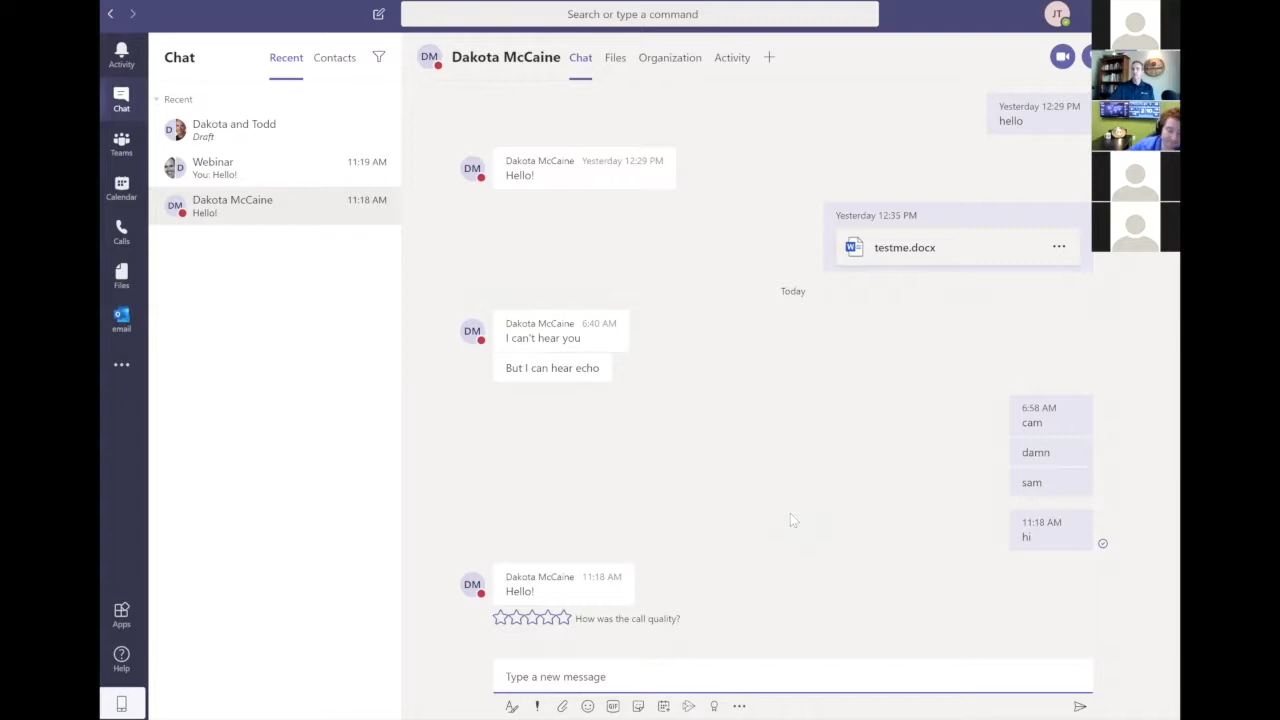 Search or type a command
JT
Activity
Chat
Teams
Calendar
Calls
Files
email
Apps
Help
Chat
Recent
Contacts
Recent
D
Dakota and Todd
Draft
D
Webinar
11:19 AM
You: Hello!
DM
Dakota McCaine
11:18 AM
Hello!
DM
Dakota McCaine
Chat
Files
Organization
Activity
Yesterday 12:29 PM
hello
DM
Dakota McCaine Yesterday 12:29 PM
Hello!
Yesterday 12:35 PM
testme.docx
Today
DM
Dakota McCaine 6:40 AM
I can't hear you
But I can hear echo
6:58 AM
cam
damn
sam
11:18 AM
hi
DM
Dakota McCaine 11:18 AM
Hello!
How was the call quality?
Type a new message
GIF